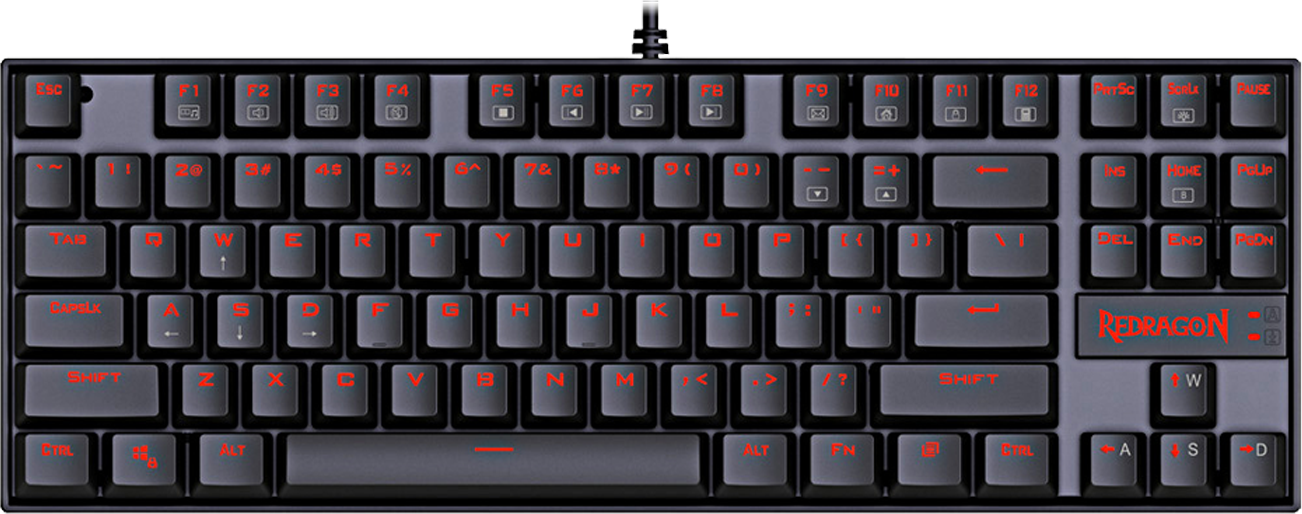 Esc F1 F2 F3 F4 F5 F6 F7 F8 F9 F10 F11 F12 PrtSc ScrLk Pause
` ~ 1 ! 2 @ 3 # 4 $ 5 % 6 ^ 7 & 8 * 9 ( 0 ) - - = + ← Ins Home PgUp
B
Tab Q W E R T Y U I O P [ { ] } \ | Del End PgDn
↑
CapsLk A S D F G H J K L ; : ' " REDRAGON A
← ↓ →
Shift Z X C V B N M , < . > / ? Shift ↑ W
Ctrl Alt Alt Fn Ctrl ← A ↓ S → D